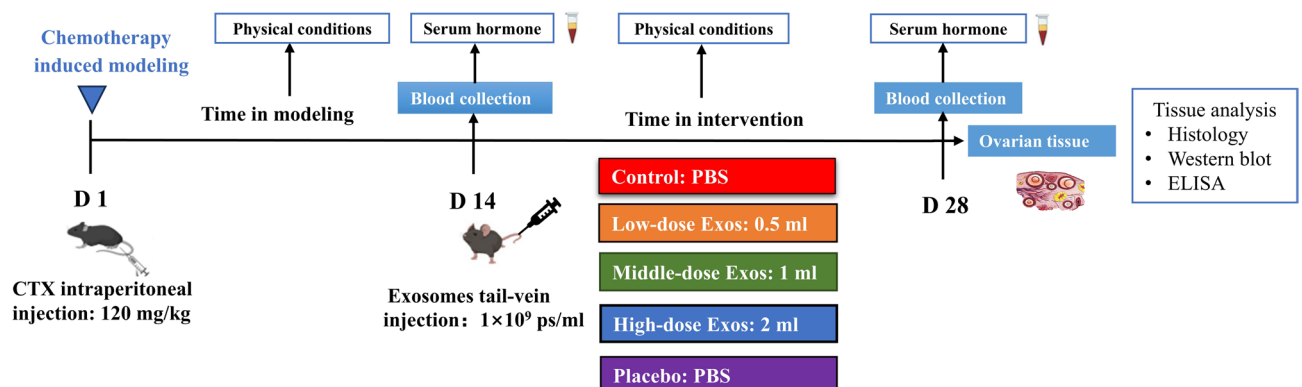 Chemotherapy
induced modeling
Physical conditions
Serum hormone
Physical conditions
Serum hormone
Blood collection
Blood collection
Time in modeling
Time in intervention
Ovarian tissue
Tissue analysis
• Histology
• Western blot
• ELISA
D 1
D 14
D 28
Control: PBS
Low-dose Exos: 0.5 ml
Middle-dose Exos: 1 ml
High-dose Exos: 2 ml
Placebo: PBS
CTX intraperitoneal
injection: 120 mg/kg
Exosomes tail-vein
injection: 1×10⁹ ps/ml